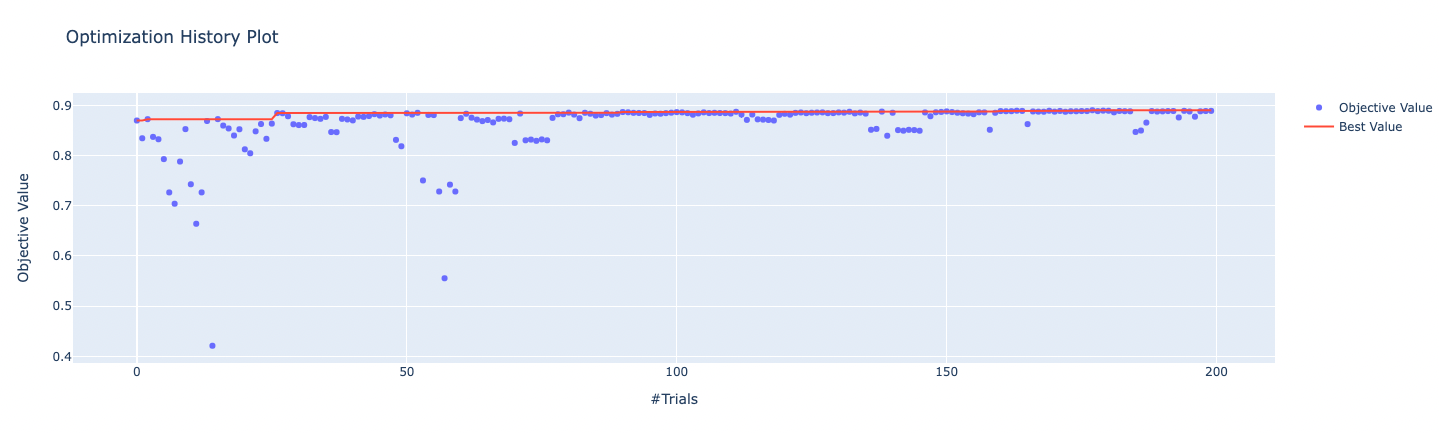 Optimization History Plot
Objective Value
Best Value
0.9
0.8
0.7
0.6
0.5
0.4
Objective Value
0
50
100
150
200
#Trials